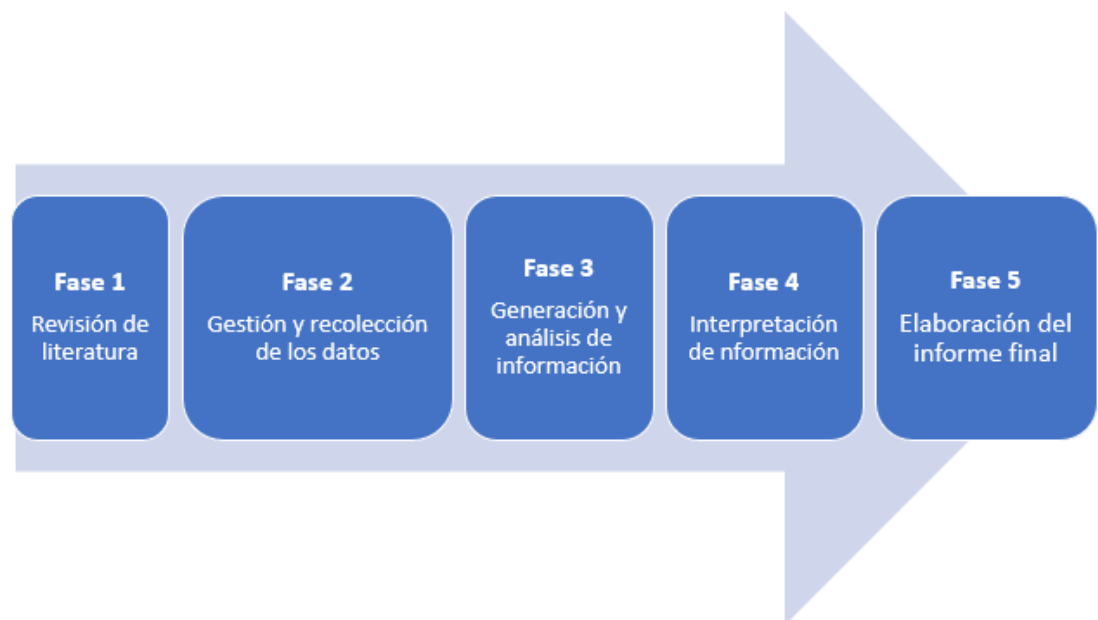 Fase 1
Revisión de
literatura
Fase 2
Gestión y recolección
de los datos
Fase 3
Generación y
análisis de
información
Fase 4
Interpretación
de nformación
Fase 5
Elaboración del
informe final